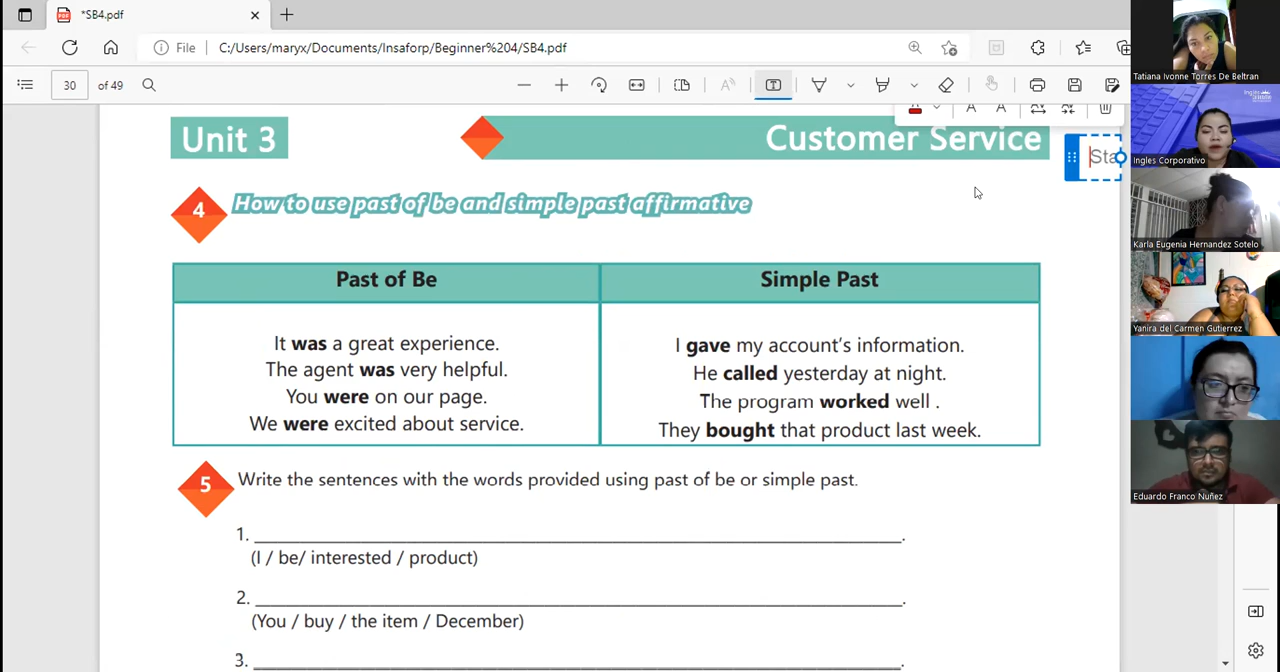 *SB4.pdf
File
C:/Users/maryx/Documents/Insaforp/Beginner%204/SB4.pdf
30 of 49
Unit 3
Customer Service
Sta
4 How to use past of be and simple past affirmative
Past of Be
It was a great experience.
The agent was very helpful.
You were on our page.
We were excited about service.
Simple Past
I gave my account's information.
He called yesterday at night.
The program worked well .
They bought that product last week.
5 Write the sentences with the words provided using past of be or simple past.
1. ______________________________.
(I / be/ interested / product)
2. ______________________________.
(You / buy / the item / December)
3. ______________________________.
Tatiana Ivonne Torres De Beltran
Ingles Corporativo
Karla Eugenia Hernandez Sotelo
Yanira del Carmen Gutierrez
Eduardo Franco Nuñez